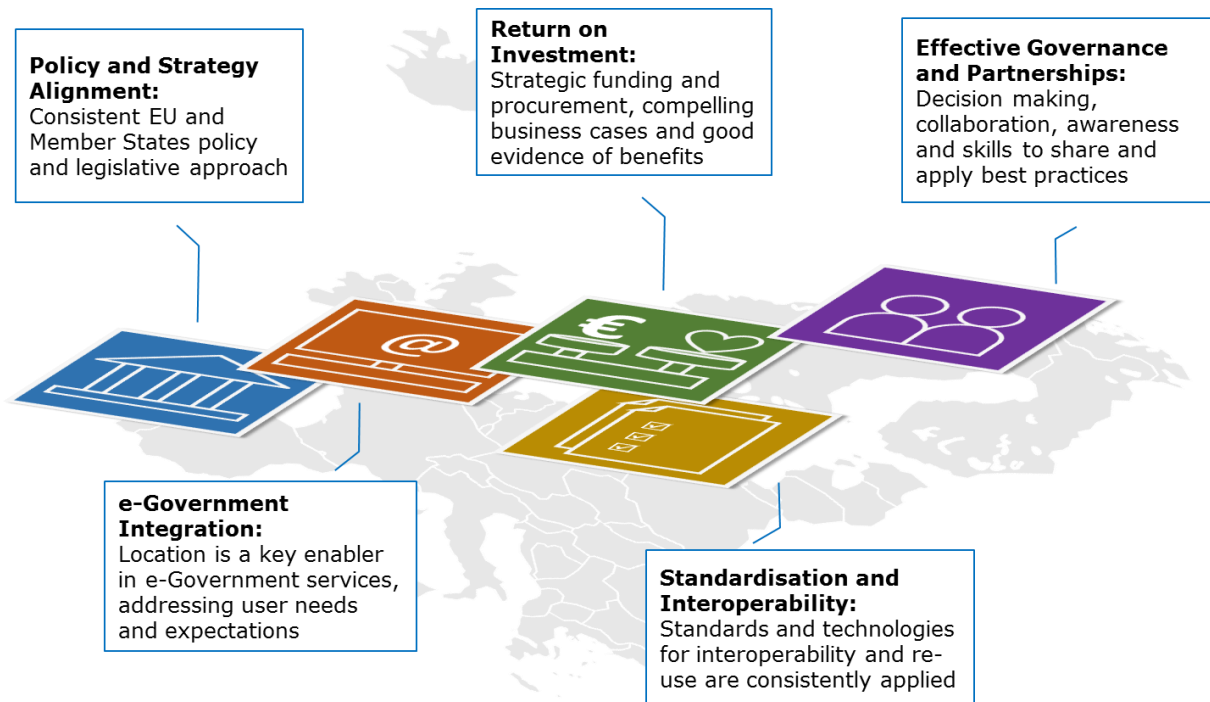 Policy and Strategy
Alignment:
Consistent EU and
Member States policy
and legislative approach
Return on
Investment:
Strategic funding and
procurement, compelling
business cases and good
evidence of benefits
Effective Governance
and Partnerships:
Decision making,
collaboration, awareness
and skills to share and
apply best practices
@
€
e-Government
Integration:
Location is a key enabler
in e-Government services,
addressing user needs
and expectations
Standardisation and
Interoperability:
Standards and technologies
for interoperability and re-
use are consistently applied